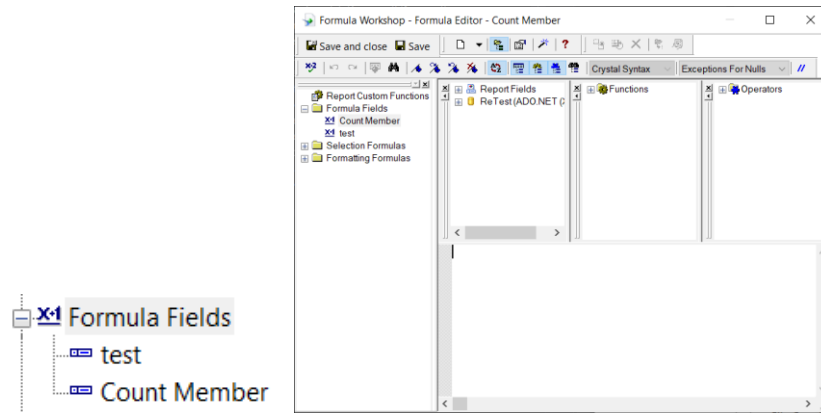 Formula Workshop - Formula Editor - Count Member
Save and close Save
Crystal Syntax Exceptions For Nulls
Report Custom Functions
Formula Fields
Count Member
test
Selection Formulas
Formatting Formulas
Report Fields
ReTest (ADO.NET (
Functions
Operators
Formula Fields
test
Count Member